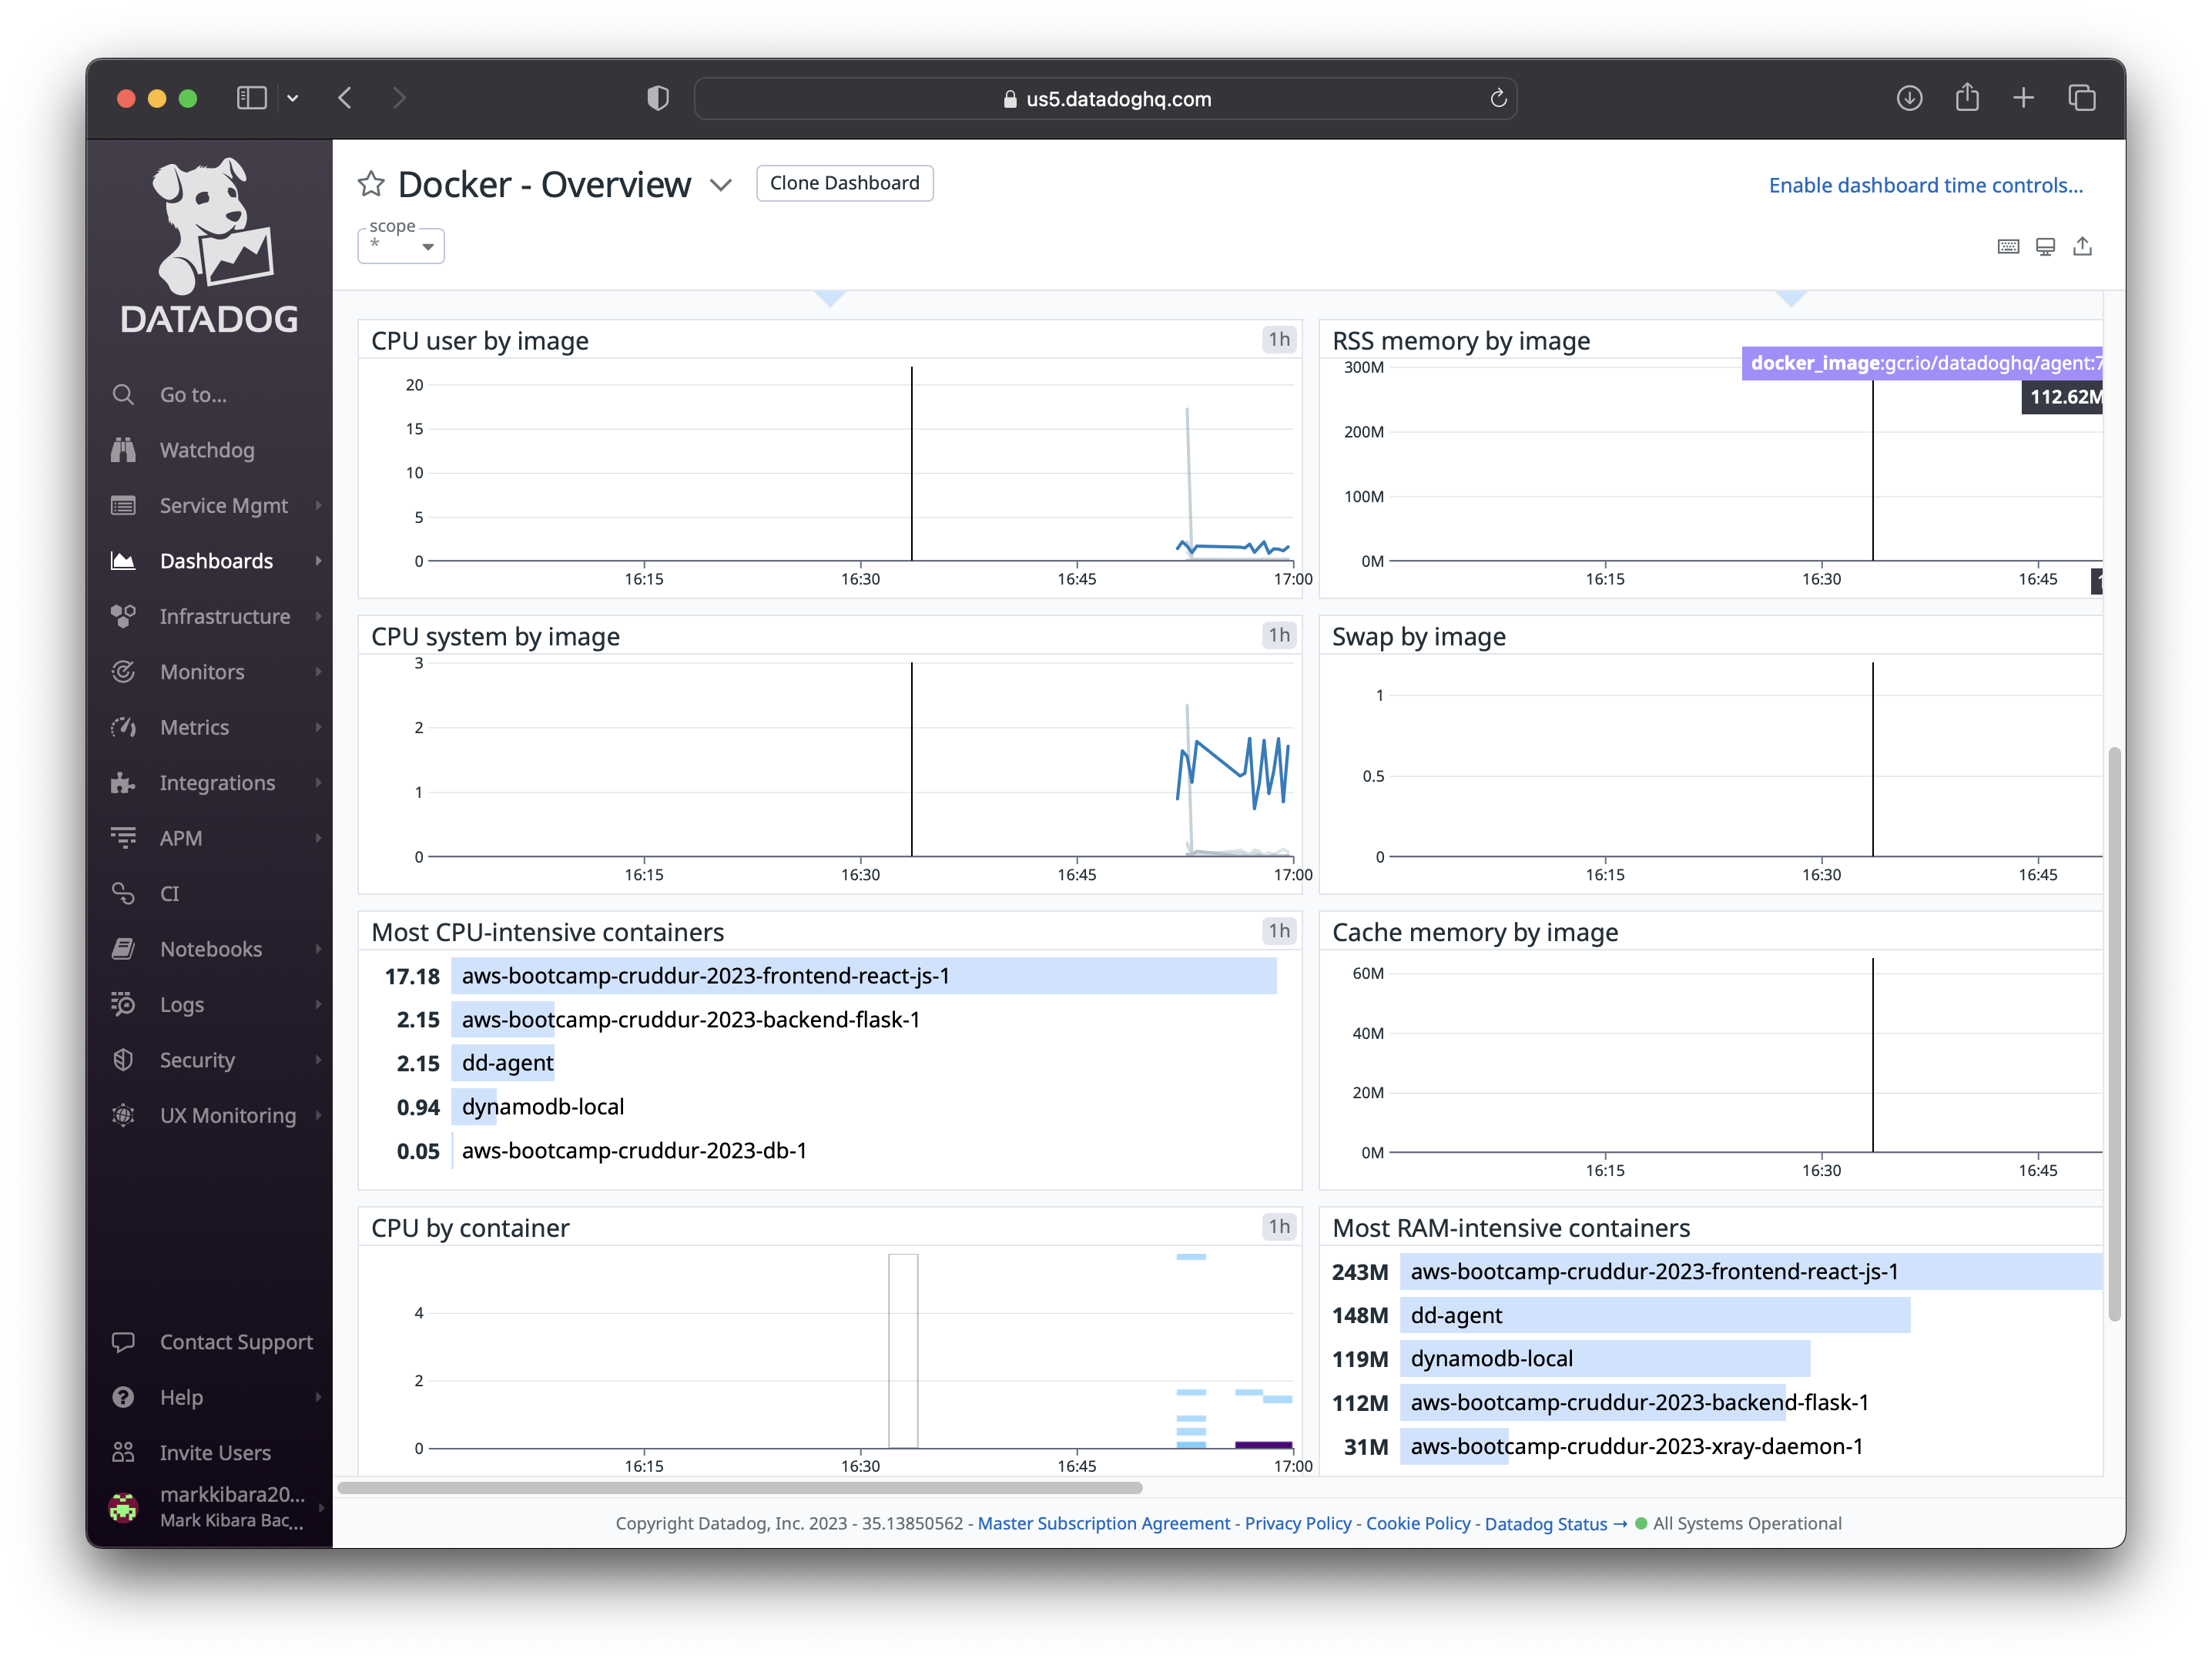 us5.datadoghq.com
DATADOG
Go to...
Watchdog
Service Mgmt
Dashboards
Infrastructure
Monitors
Metrics
Integrations
APM
CI
Notebooks
Logs
Security
UX Monitoring
Contact Support
Help
Invite Users
markkibara20...
Mark Kibara Bac...
Docker - Overview
Clone Dashboard
Enable dashboard time controls...
scope
*
CPU user by image
1h
20
15
10
5
0
16:15
16:30
16:45
17:00
RSS memory by image
docker_image:gcr.io/datadoghq/agent:7
112.62M
300M
200M
100M
0M
16:15
16:30
16:45
CPU system by image
1h
3
2
1
0
16:15
16:30
16:45
17:00
Swap by image
1
0.5
0
16:15
16:30
16:45
Most CPU-intensive containers
1h
17.18 aws-bootcamp-cruddur-2023-frontend-react-js-1
2.15 aws-bootcamp-cruddur-2023-backend-flask-1
2.15 dd-agent
0.94 dynamodb-local
0.05 aws-bootcamp-cruddur-2023-db-1
Cache memory by image
60M
40M
20M
0M
16:15
16:30
16:45
CPU by container
1h
4
2
0
16:15
16:30
16:45
17:00
Most RAM-intensive containers
243M aws-bootcamp-cruddur-2023-frontend-react-js-1
148M dd-agent
119M dynamodb-local
112M aws-bootcamp-cruddur-2023-backend-flask-1
31M aws-bootcamp-cruddur-2023-xray-daemon-1
Copyright Datadog, Inc. 2023 - 35.13850562 - Master Subscription Agreement - Privacy Policy - Cookie Policy - Datadog Status → All Systems Operational